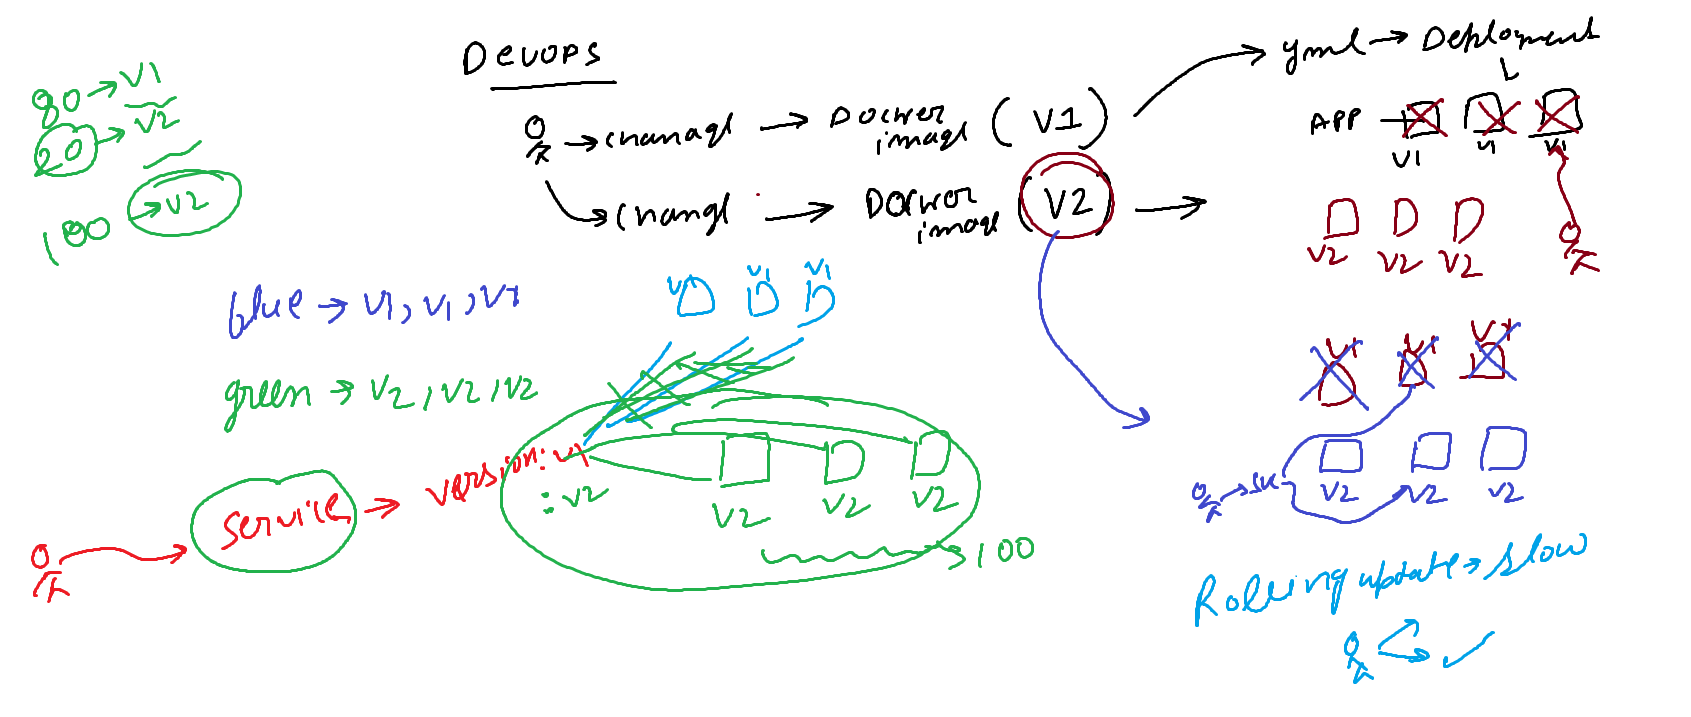 Devops
yml → Deployment
80 → V1
20 → V2
100 → V2
→ Docker image (V1)
APP
V1 V1 V1
→ change → Docker image (V2) →
V2 V2 V2
blue → V1, V1, V1
V1 V1 V1
V1 V1 V1
green → V2, V2, V2
service → version: V1
: V2
V2 V2 V2
V2 V2 V2
→ 100
Rolling update → slow